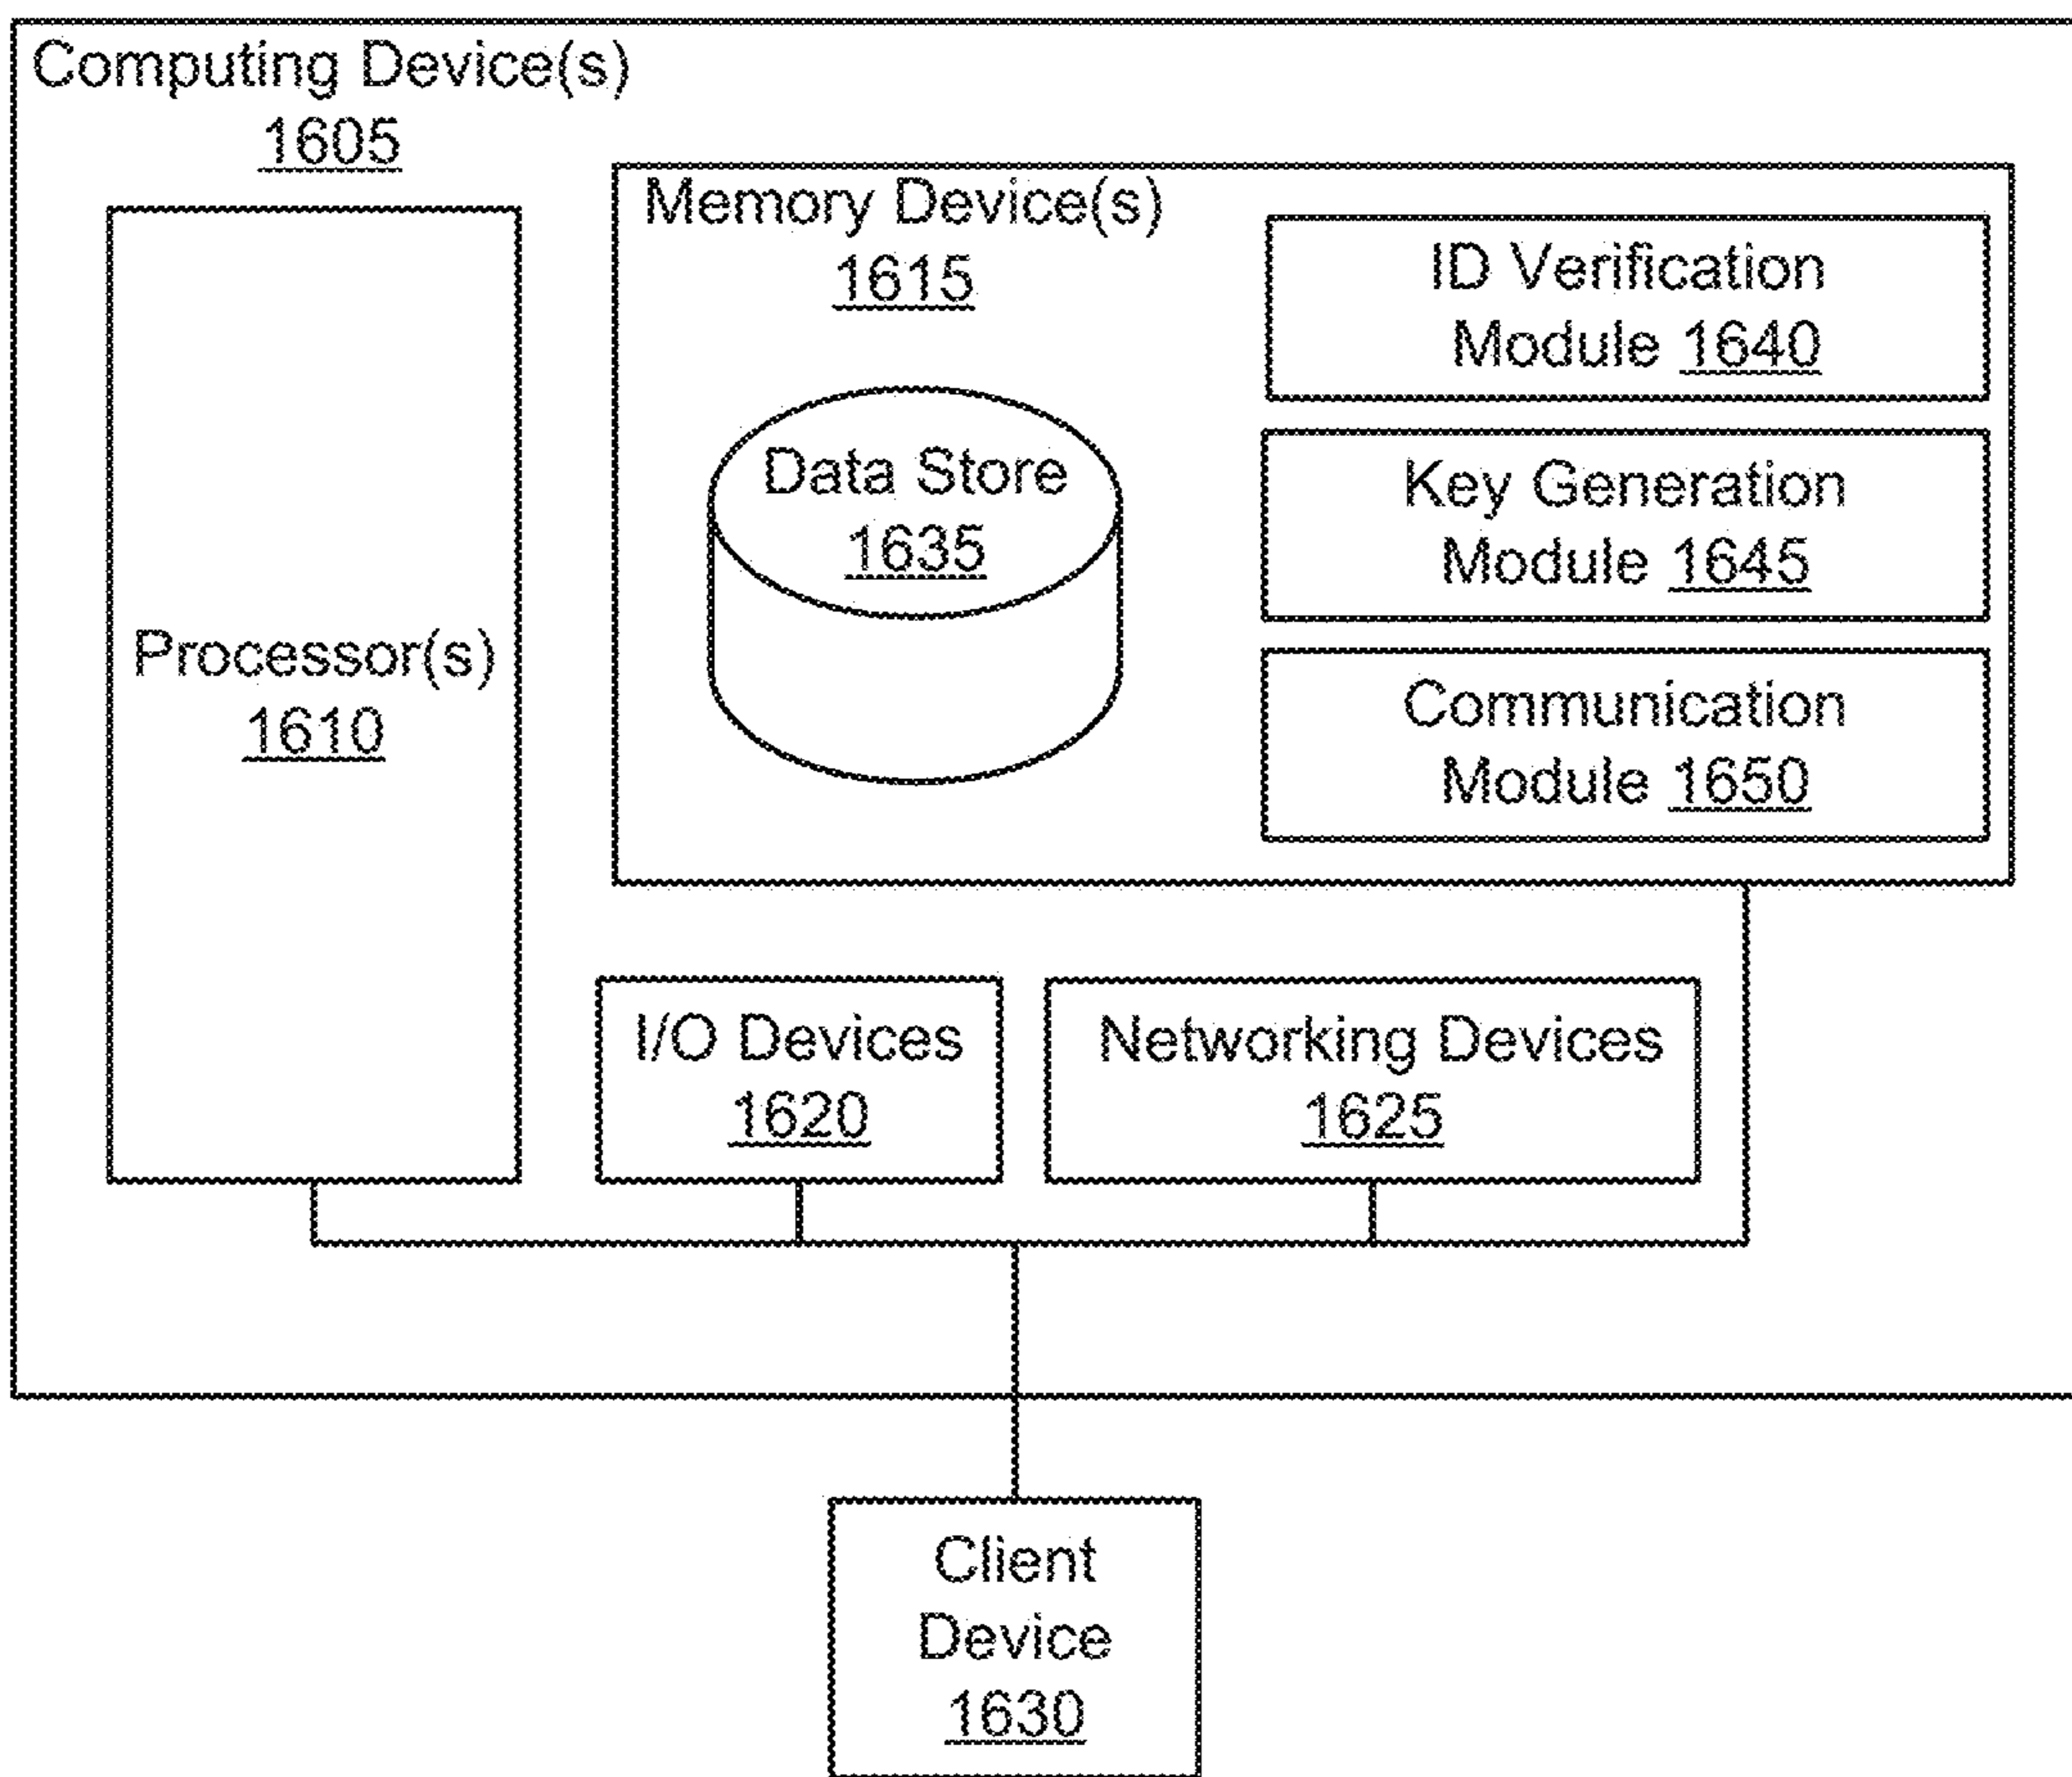 Computing Device(s)
1605
Processor(s)
1610
Memory Device(s)
1615
Data Store
1635
ID Verification
Module 1640
Key Generation
Module 1645
Communication
Module 1650
I/O Devices
1620
Networking Devices
1625
Client
Device
1630